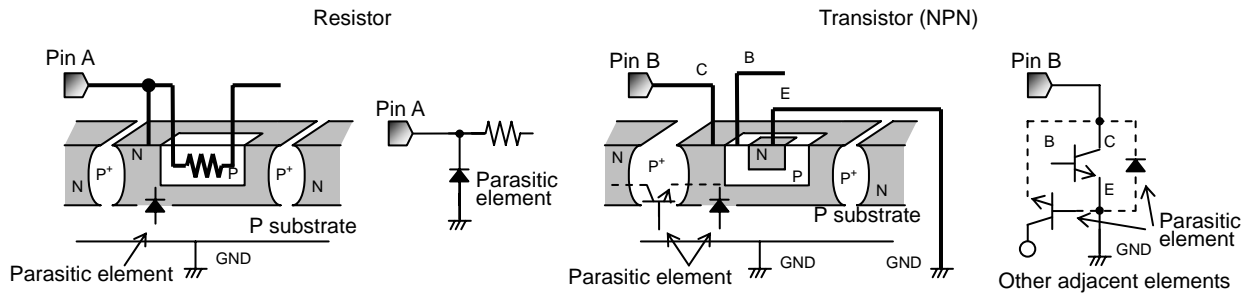 Resistor
Transistor (NPN)
Pin A
Pin B
C
B
E
Pin B
Pin A
N
P+
N
P
P+
N
Parasitic
element
P substrate
GND
Parasitic element
N
P+
N
P
P+
N
P substrate
GND
GND
Parasitic element
B
C
E
Parasitic
element
GND
Other adjacent elements